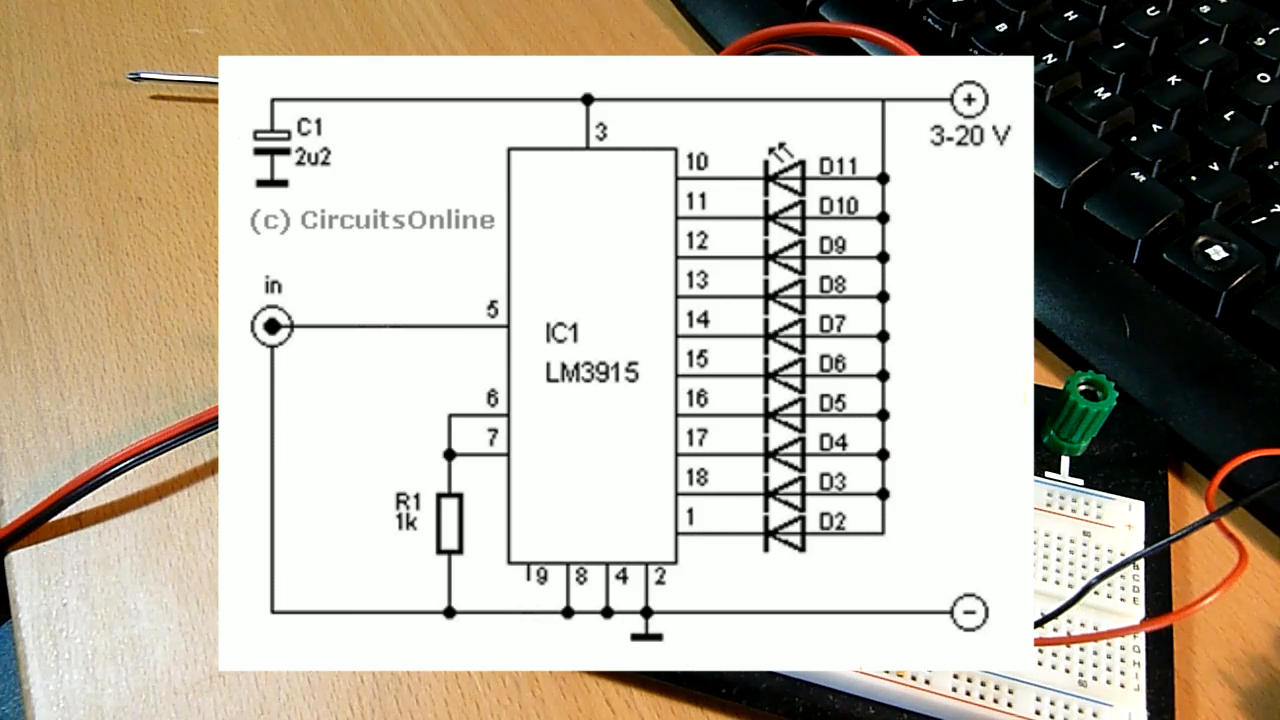 C1
2u2
(c) CircuitsOnline
in
3
3-20 V
5
6
7
R1
1k
IC1
LM3915
10 D11
11 D10
12 D9
13 D8
14 D7
15 D6
16 D5
17 D4
18 D3
1 D2
9 8 4 2